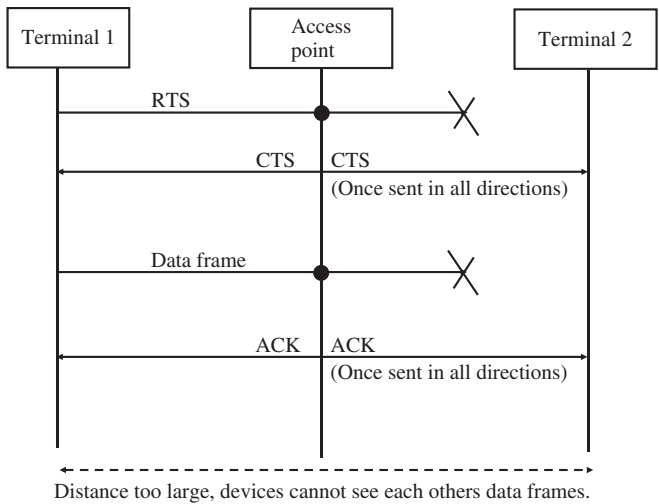 Terminal 1
Access
point
Terminal 2
RTS
CTS CTS
(Once sent in all directions)
Data frame
ACK ACK
(Once sent in all directions)
Distance too large, devices cannot see each others data frames.